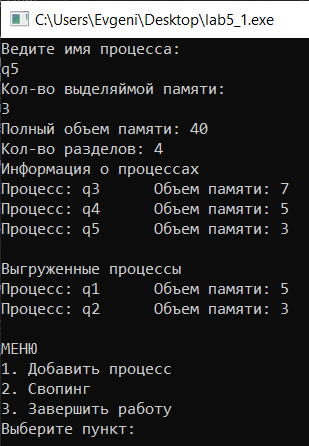 C:\Users\Evgeni\Desktop\lab5_1.exe
Ведите имя процесса:
q5
Кол-во выделяймой памяти:
3
Полный объем памяти: 40
Кол-во разделов: 4
Информация о процессах
Процесс: q3 Объем памяти: 7
Процесс: q4 Объем памяти: 5
Процесс: q5 Объем памяти: 3
Выгруженные процессы
Процесс: q1 Объем памяти: 5
Процесс: q2 Объем памяти: 3
МЕНЮ
1. Добавить процесс
2. Свопинг
3. Завершить работу
Выберите пункт: